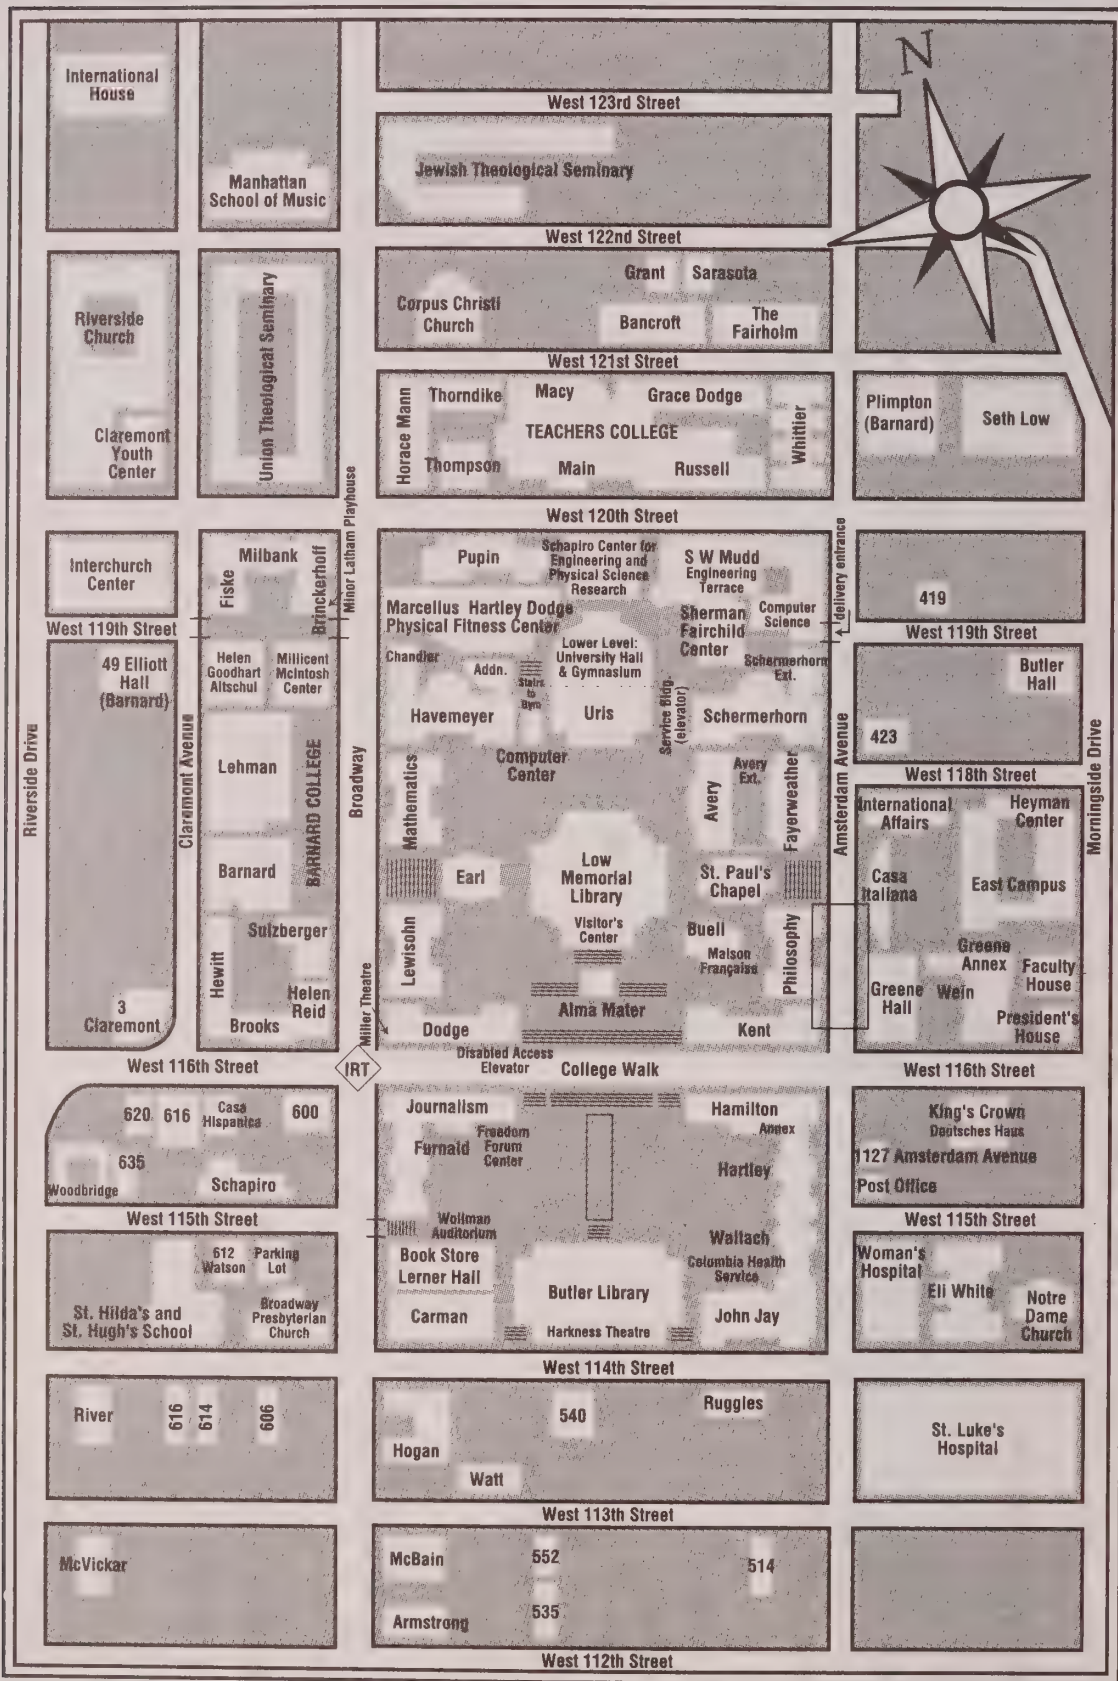 N
International
House
Manhattan
School of Music
West 123rd Street
Jewish Theological Seminary
West 122nd Street
Riverside
Church
Claremont
Youth
Center
Union Theological Seminary
Corpus Christi
Church
Grant
Sarasota
Bancroft
The
Fairholm
West 121st Street
Horace Mann
Thorndike
Macy
Grace Dodge
TEACHERS COLLEGE
Thompson
Main
Russell
Whittier
Plimpton
(Barnard)
Seth Low
West 120th Street
Interchurch
Center
West 119th Street
Milbank
Fiske
Brinckerhoff
Minor Latham Playhouse
Pupin
Schapiro Center for
Engineering and
Physical Science
Research
S W Mudd
Engineering
Terrace
delivery entrance
Marcellus Hartley Dodge
Physical Fitness Center
Lower Level:
University Hall
& Gymnasium
Sherman
Fairchild
Center
Computer
Science
Schermerhorn
Ext.
419
West 119th Street
49 Elliott
Hall
(Barnard)
Helen
Goodhart
Altschul
Millicent
McIntosh
Center
Chandler
Addn.
Stairs
to
Gym
Havemeyer
Uris
Service Bldg.
(elevator)
Schermerhorn
Butler
Hall
423
West 118th Street
Riverside Drive
Claremont Avenue
Lehman
BARNARD COLLEGE
Broadway
Computer
Center
Mathematics
Avery
Avery
Ext.
Fayerweather
Amsterdam Avenue
Morningside Drive
International
Affairs
Heyman
Center
Barnard
Earl
Low
Memorial
Library
Visitor's
Center
St. Paul's
Chapel
Casa
Italiana
East Campus
Sulzberger
Hewitt
Helen
Reid
Brooks
Lewisohn
Buell
Maison
Française
Philosophy
Greene
Annex
Greene
Hall
Wein
Faculty
House
President's
House
3
Claremont
Miller Theatre
Dodge
Alma Mater
Kent
Disabled Access
Elevator
West 116th Street
IRT
College Walk
West 116th Street
620
616
Casa
Hispanica
600
635
Woodbridge
Schapiro
Journalism
Furnald
Freedom
Forum
Center
Hamilton
Annex
Hartley
King's Crown
Deutsches Haus
1127 Amsterdam Avenue
Post Office
West 115th Street
Wollman
Auditorium
Wallach
Columbia Health
Service
West 115th Street
612
Watson
Parking
Lot
St. Hilda's and
St. Hugh's School
Broadway
Presbyterian
Church
Book Store
Lerner Hall
Carman
Butler Library
Harkness Theatre
John Jay
Woman's
Hospital
Eli White
Notre
Dame
Church
West 114th Street
River
616
614
606
Hogan
Watt
540
Ruggles
St. Luke's
Hospital
West 113th Street
McVickar
McBain
Armstrong
552
535
514
West 112th Street